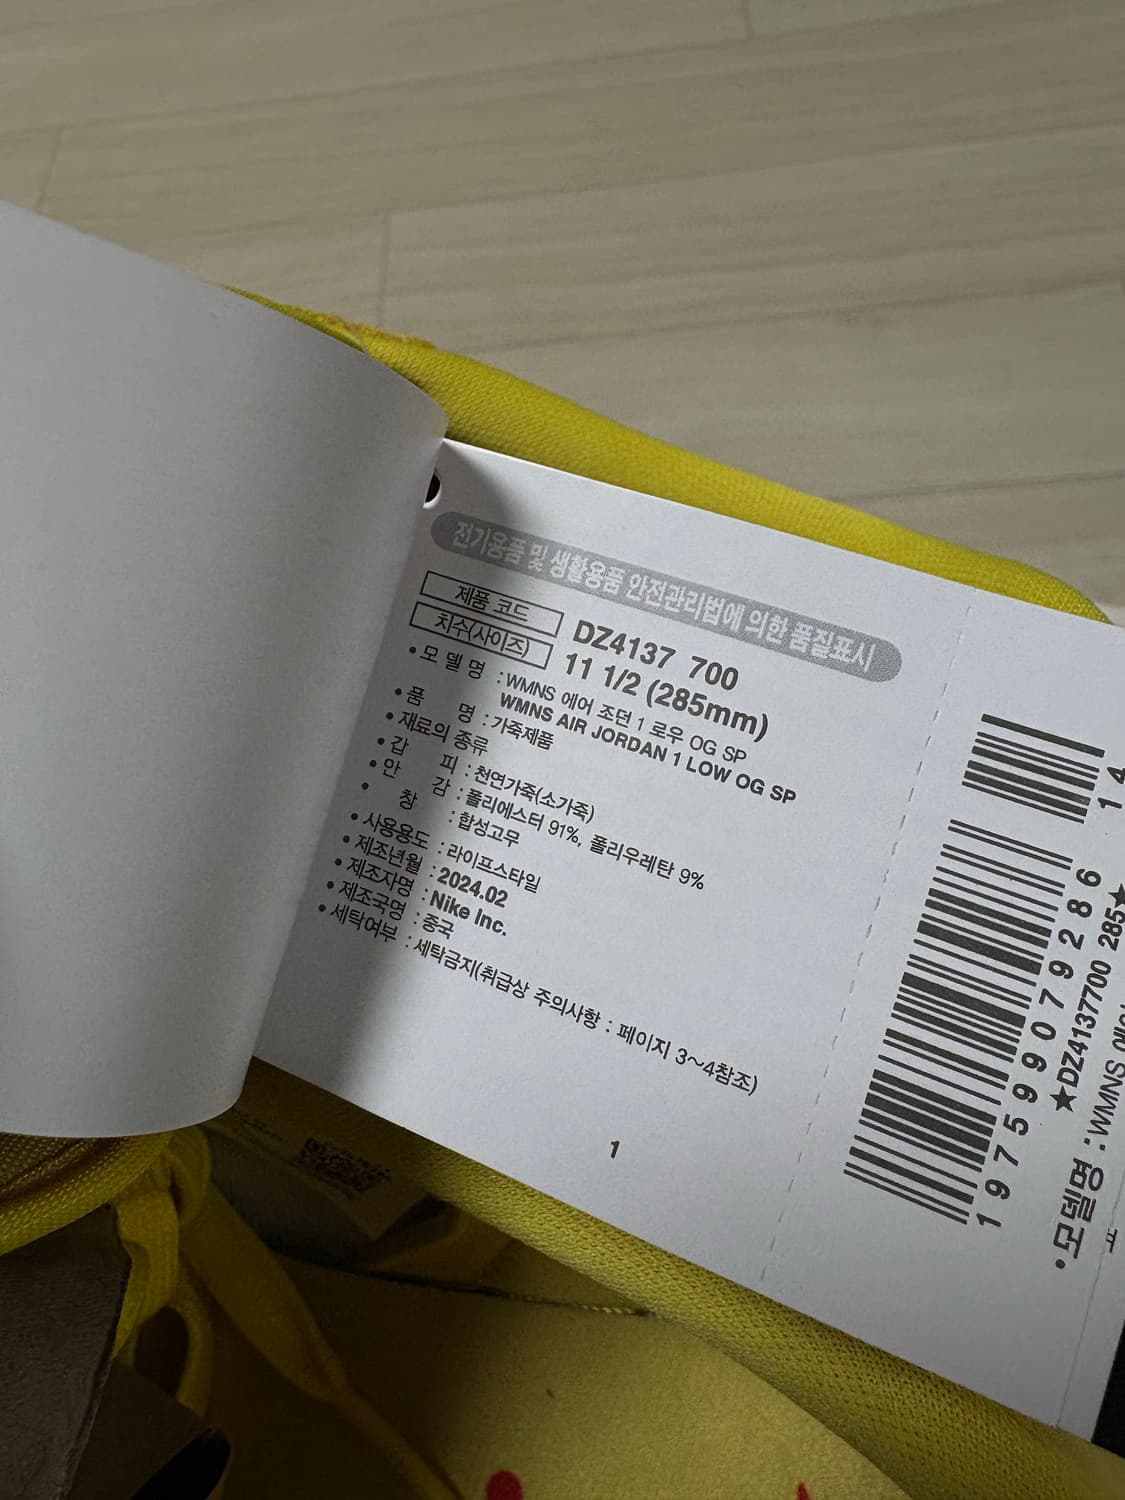 전기용품 및 생활용품 안전관리법에 의한 품질표시
제품 코드 DZ4137 700
치수(사이즈) 11 1/2 (285mm)
•모 델 명 : WMNS 에어 조던 1 로우 OG SP
WMNS AIR JORDAN 1 LOW OG SP
•품 명 : 가죽제품
•재료의 종류
•갑 피 : 천연가죽(소가죽)
•안 감 : 폴리에스터 91%, 폴리우레탄 9%
• 창 : 합성고무
•사용용도 : 라이프스타일
•제조년월 : 2024.02
•제조자명 : Nike Inc.
•제조국명 : 중국
•세탁여부 : 세탁금지(취급상 주의사항 : 페이지 3~4참조)
1
197599079286 14
★DZ4137700 285★
•모델명 : WMNS